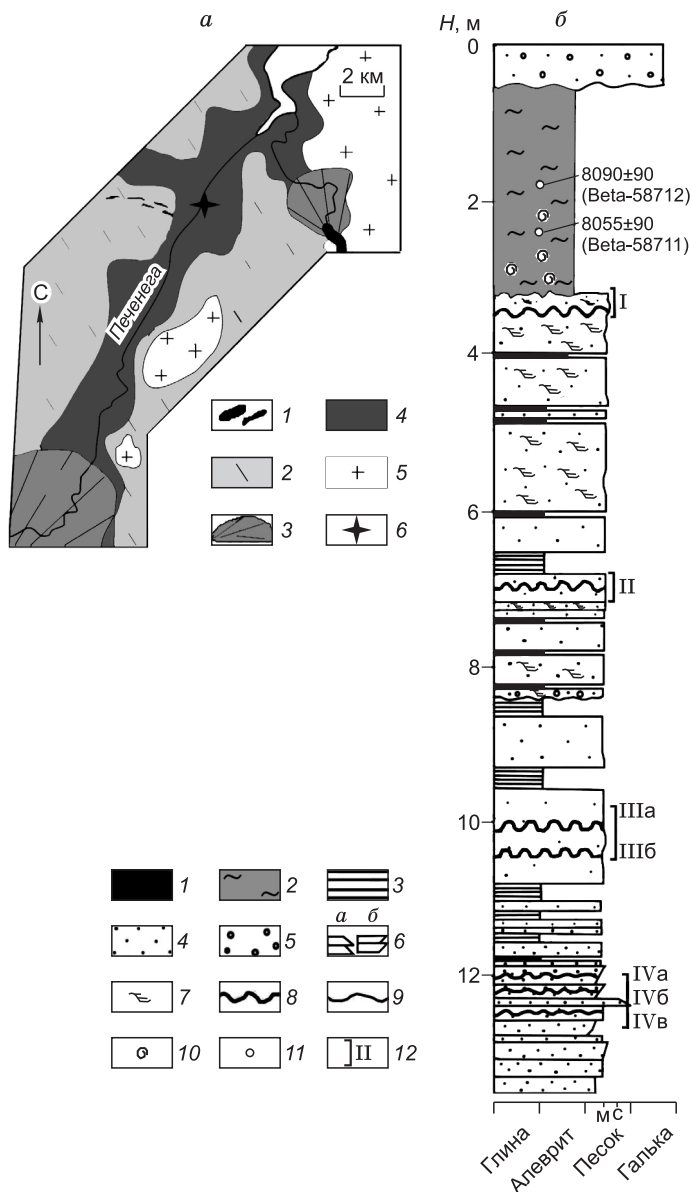 а
2 км
С
Печенега
1
4
2
5
3
6
1
2
3
4
5
а б
6
7
8
9
10
11
II
12
Н, м
б
0
2
4
6
8
10
12
8090±90
(Beta-58712)
8055±90
(Beta-58711)
I
II
IIIа
IIIб
IVа
IVб
IVв
м с
Глина
Алеврит
Песок
Галька